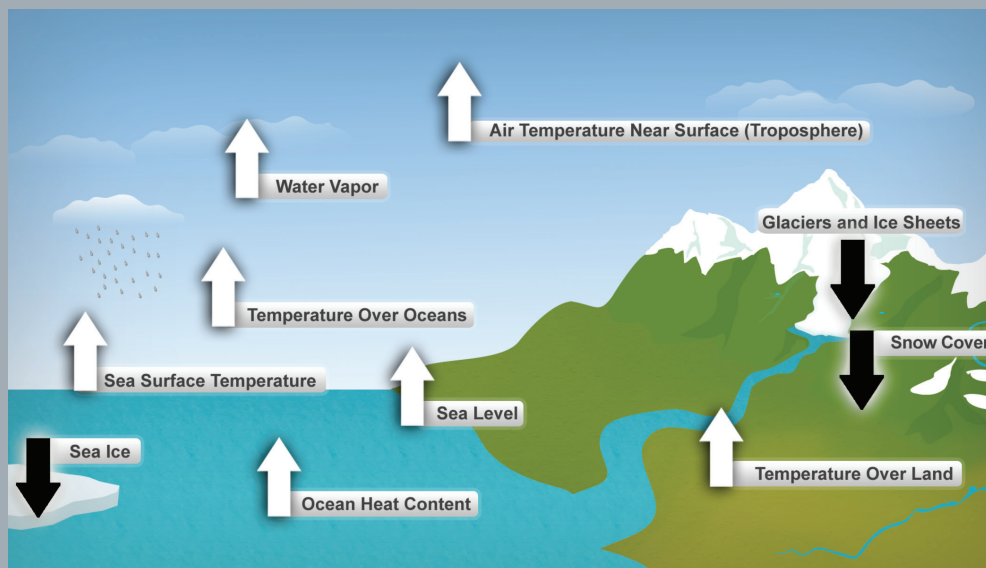 Air Temperature Near Surface (Troposphere)
Water Vapor
Glaciers and Ice Sheets
Temperature Over Oceans
Snow Cover
Sea Surface Temperature
Sea Level
Sea Ice
Temperature Over Land
Ocean Heat Content